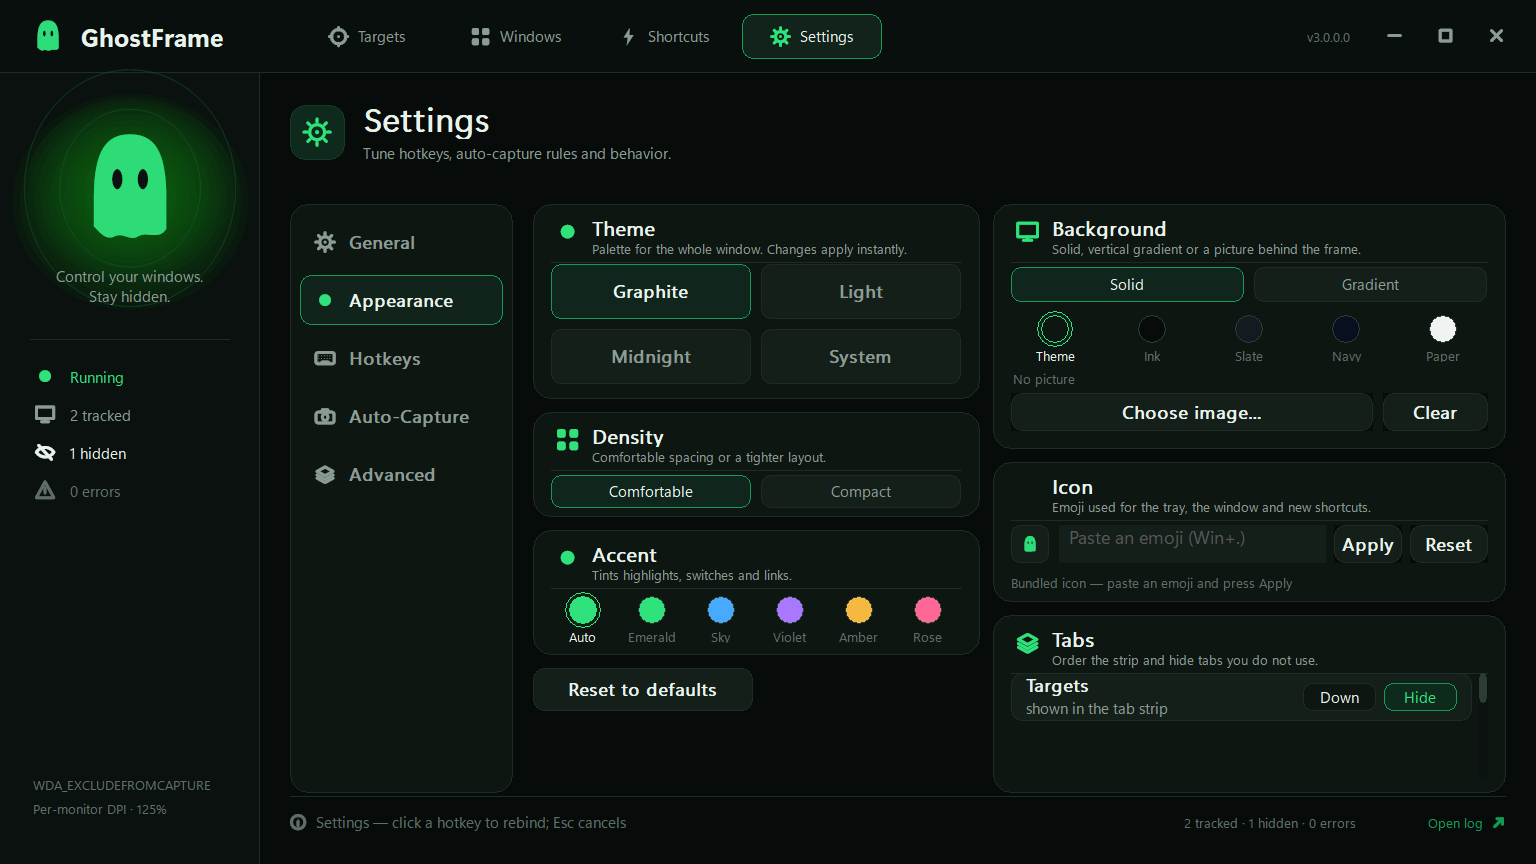 GhostFrame
Targets
Windows
Shortcuts
Settings
v3.0.0.0
Control your windows.
Stay hidden.
Running
2 tracked
1 hidden
0 errors
WDA_EXCLUDEFROMCAPTURE
Per-monitor DPI · 125%
Settings
Tune hotkeys, auto-capture rules and behavior.
General
Appearance
Hotkeys
Auto-Capture
Advanced
Theme
Palette for the whole window. Changes apply instantly.
Graphite
Light
Midnight
System
Density
Comfortable spacing or a tighter layout.
Comfortable
Compact
Accent
Tints highlights, switches and links.
Auto
Emerald
Sky
Violet
Amber
Rose
Reset to defaults
Background
Solid, vertical gradient or a picture behind the frame.
Solid
Gradient
Theme
Ink
Slate
Navy
Paper
No picture
Choose image...
Clear
Icon
Emoji used for the tray, the window and new shortcuts.
Paste an emoji (Win+.)
Apply
Reset
Bundled icon — paste an emoji and press Apply
Tabs
Order the strip and hide tabs you do not use.
Targets
shown in the tab strip
Down
Hide
Settings — click a hotkey to rebind; Esc cancels
2 tracked · 1 hidden · 0 errors
Open log